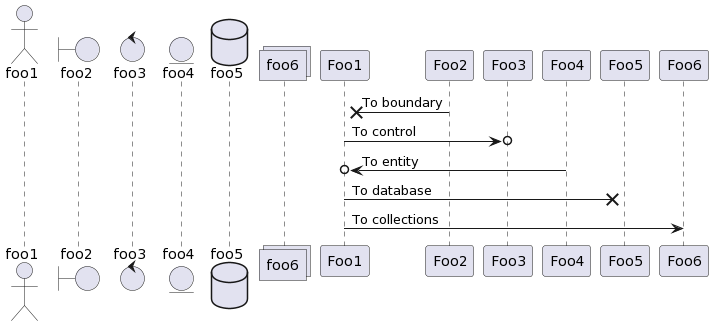 foo1 foo2 foo3 foo4 foo5 foo6 Foo1 Foo2 Foo3 Foo4 Foo5 Foo6
To boundary
To control
To entity
To database
To collections
foo1 foo2 foo3 foo4 foo5 foo6 Foo1 Foo2 Foo3 Foo4 Foo5 Foo6